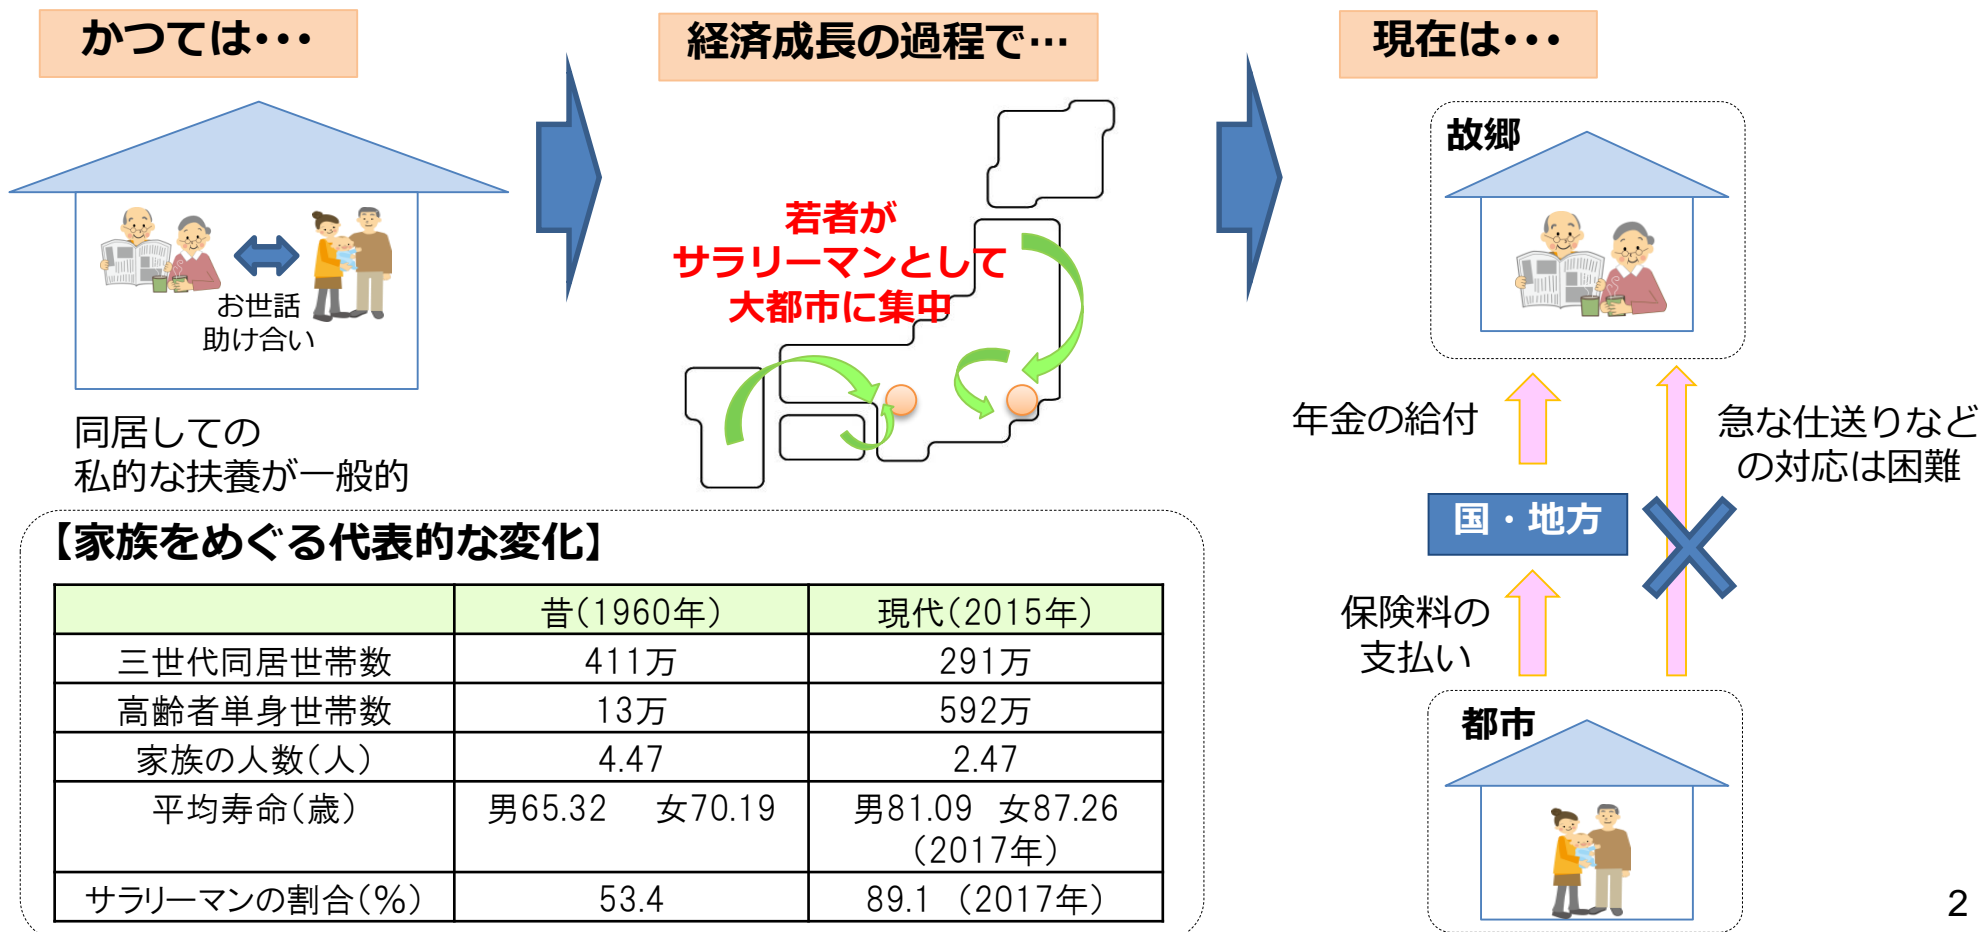 かつては・・・
経済成長の過程で…
現在は・・・
お世話
助け合い
同居しての
私的な扶養が一般的
若者が
サラリーマンとして
大都市に集中
故郷
年金の給付
急な仕送りなど
の対応は困難
国・地方
保険料の
支払い
都市
【家族をめぐる代表的な変化】
昔(1960年) 現代(2015年)
三世代同居世帯数 411万 291万
高齢者単身世帯数 13万 592万
家族の人数(人) 4.47 2.47
平均寿命(歳) 男65.32 女70.19 男81.09 女87.26
(2017年)
サラリーマンの割合(%) 53.4 89.1 (2017年)
2